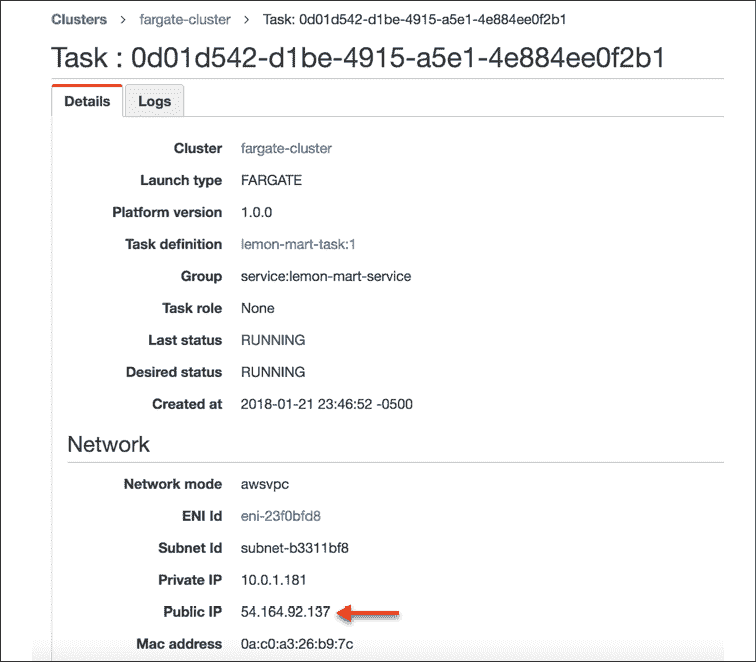 Clusters > fargate-cluster > Task: 0d01d542-d1be-4915-a5e1-4e884ee0f2b1
Task : 0d01d542-d1be-4915-a5e1-4e884ee0f2b1
Details Logs
Cluster fargate-cluster
Launch type FARGATE
Platform version 1.0.0
Task definition lemon-mart-task:1
Group service:lemon-mart-service
Task role None
Last status RUNNING
Desired status RUNNING
Created at 2018-01-21 23:46:52 -0500
Network
Network mode awsvpc
ENI Id eni-23f0bfd8
Subnet Id subnet-b3311bf8
Private IP 10.0.1.181
Public IP 54.164.92.137
Mac address 0a:c0:a3:26:b9:7c